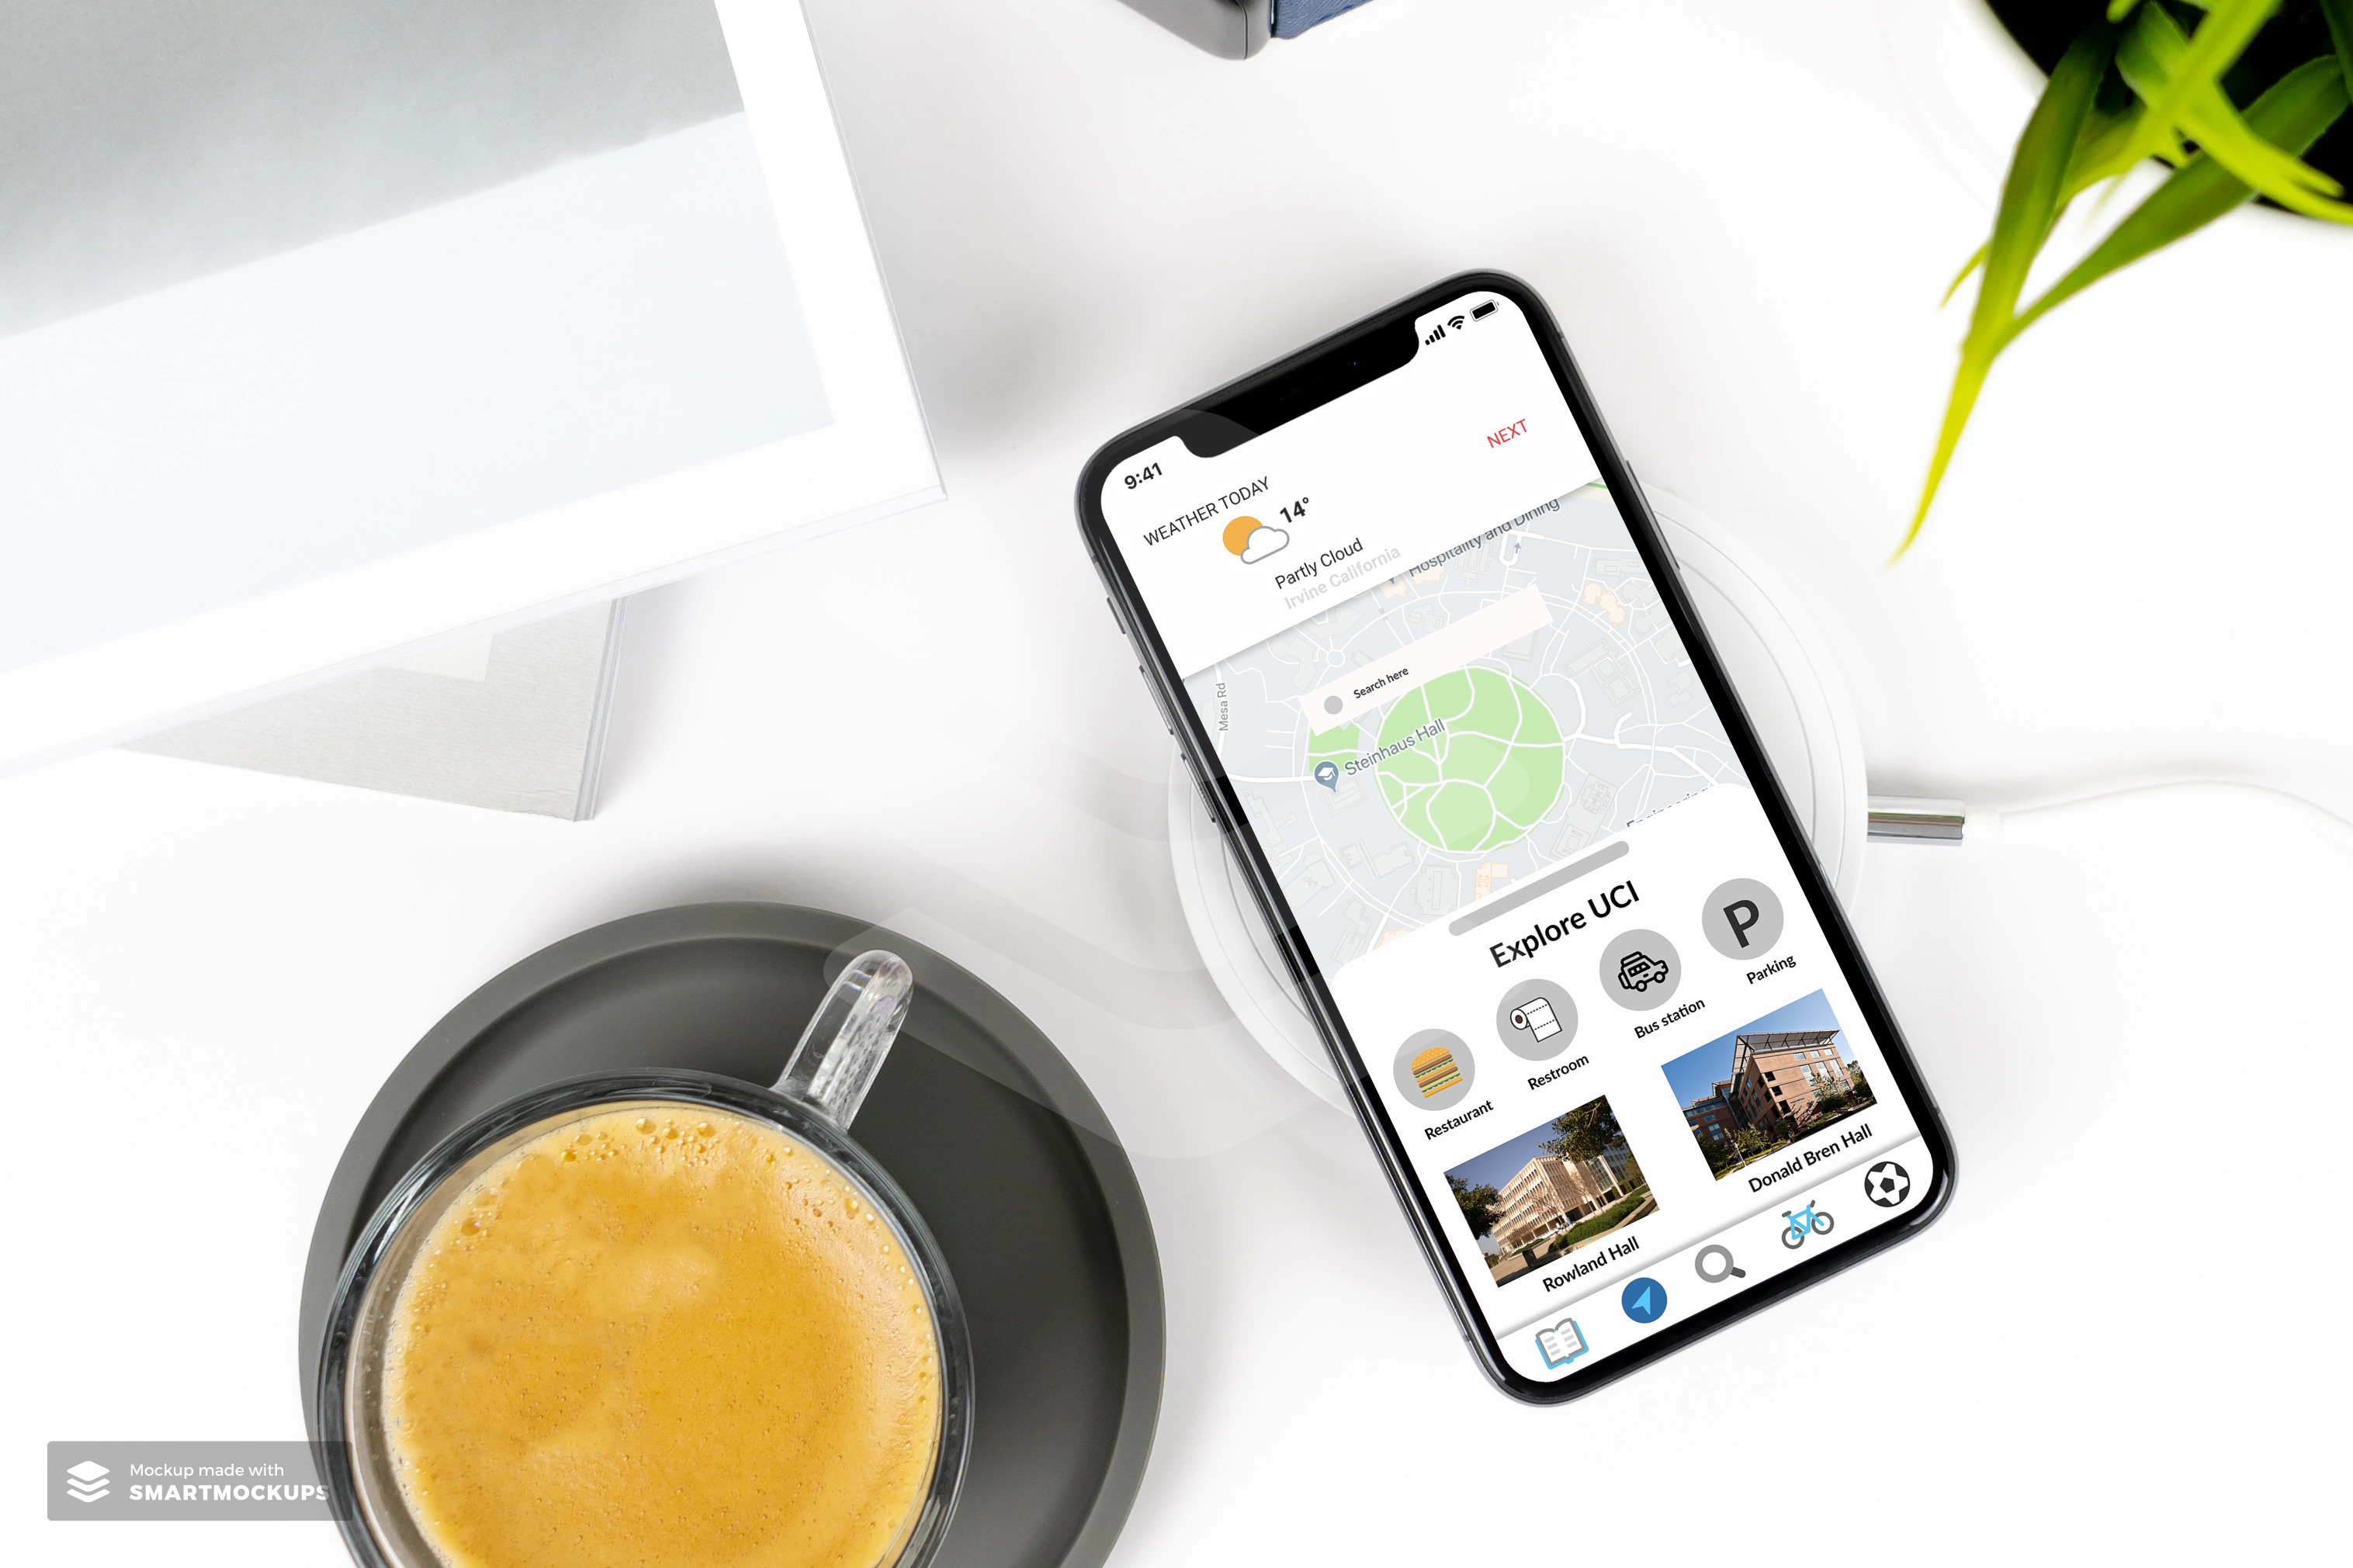 9:41
NEXT
WEATHER TODAY
14°
Partly Cloud
Irvine California
Hospitality and Dining
Search here
Mesa Rd
Steinhaus Hall
Explore UCI
P
Restaurant
Restroom
Bus station
Parking
Rowland Hall
Donald Bren Hall
Mockup made with
SMARTMOCKUPS